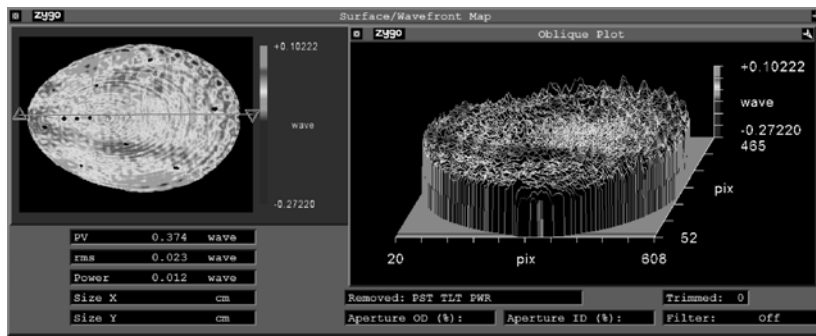 zygo Surface/Wavefront Map
+0.10222
wave
-0.27220
zygo Oblique Plot
+0.10222
wave
-0.27220
465
pix
52
20 pix 608
PV 0.374 wave
rms 0.023 wave
Power 0.012 wave
Size X cm
Size Y cm
Removed: PST TLT PWR
Trimmed: 0
Aperture OD (%):
Aperture ID (%):
Filter: Off